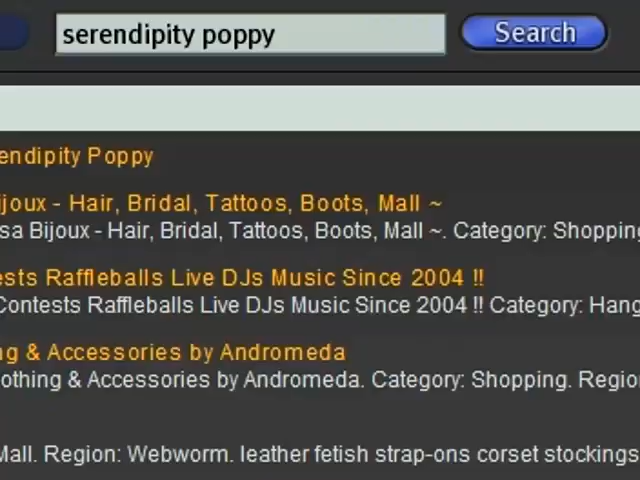 serendipity poppy
Search
endipity Poppy
ijoux - Hair, Bridal, Tattoos, Boots, Mall ~
sa Bijoux - Hair, Bridal, Tattoos, Boots, Mall ~. Category: Shopping
ests Raffleballs Live DJs Music Since 2004 !!
Contests Raffleballs Live DJs Music Since 2004 !! Category: Hang
ng & Accessories by Andromeda
othing & Accessories by Andromeda. Category: Shopping. Regio
Mall. Region: Webworm. leather fetish strap-ons corset stockings